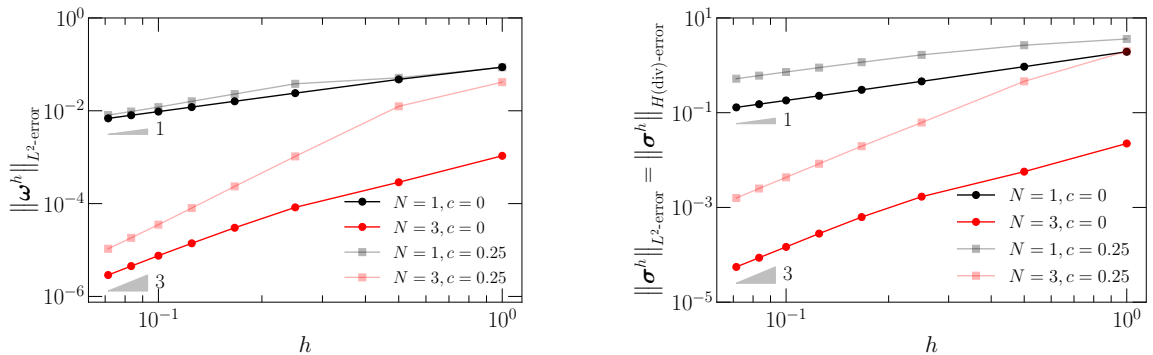 10^0
10^{-2}
10^{-4}
10^{-6}
||ω^h||_{L^2-error}
1
3
N = 1, c = 0
N = 3, c = 0
N = 1, c = 0.25
N = 3, c = 0.25
10^{-1}
10^0
h
10^1
10^{-1}
10^{-3}
10^{-5}
||σ^h||_{L^2-error} = ||σ^h||_{H(div)-error}
1
3
N = 1, c = 0
N = 3, c = 0
N = 1, c = 0.25
N = 3, c = 0.25
10^{-1}
10^0
h